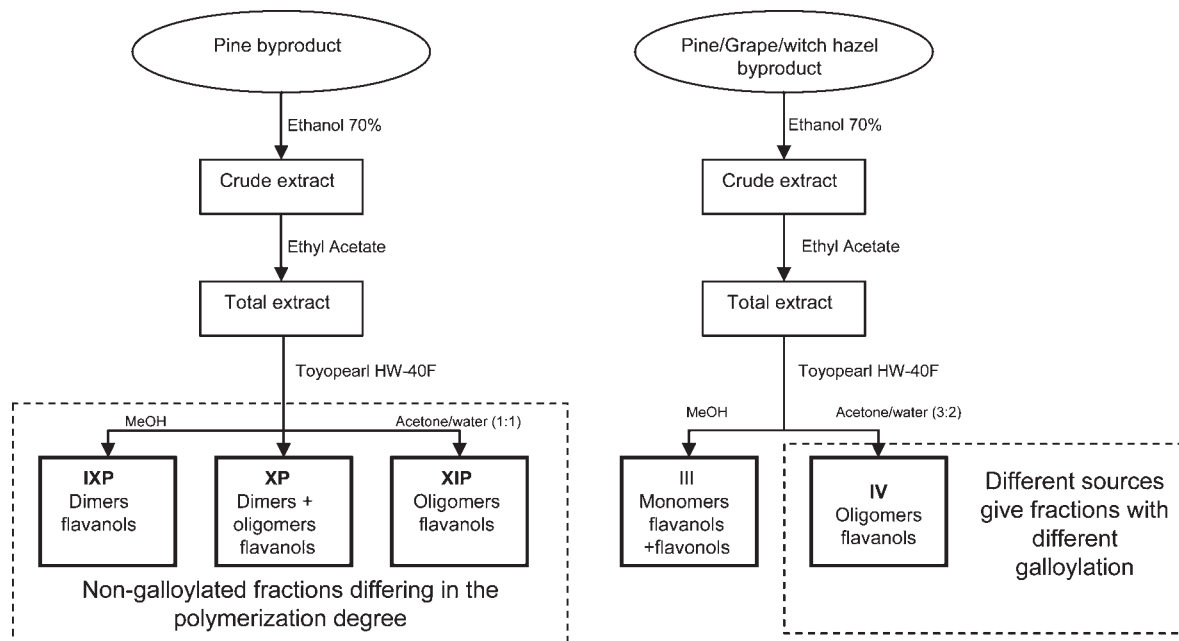 Pine byproduct
Ethanol 70%
Crude extract
Ethyl Acetate
Total extract
Toyopearl HW-40F
MeOH
Acetone/water (1:1)
IXP
Dimers
flavanols
XP
Dimers +
oligomers
flavanols
XIP
Oligomers
flavanols
Non-galloylated fractions differing in the
polymerization degree
Pine/Grape/witch hazel
byproduct
Ethanol 70%
Crude extract
Ethyl Acetate
Total extract
Toyopearl HW-40F
MeOH
Acetone/water (3:2)
III
Monomers
flavanols
+flavonols
IV
Oligomers
flavanols
Different sources
give fractions with
different
galloylation